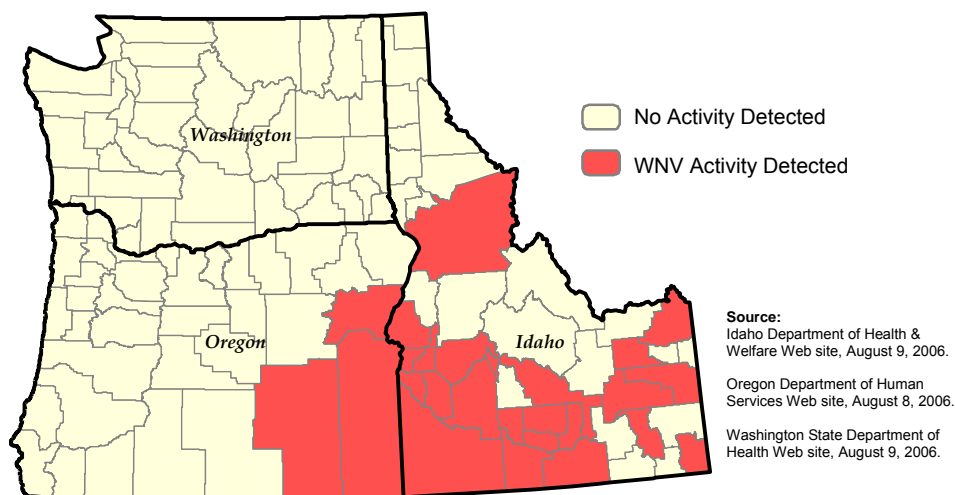 Washington
No Activity Detected
WNV Activity Detected
Oregon
Idaho
Source:
Idaho Department of Health &
Welfare Web site, August 9, 2006.
Oregon Department of Human
Services Web site, August 8, 2006.
Washington State Department of
Health Web site, August 9, 2006.